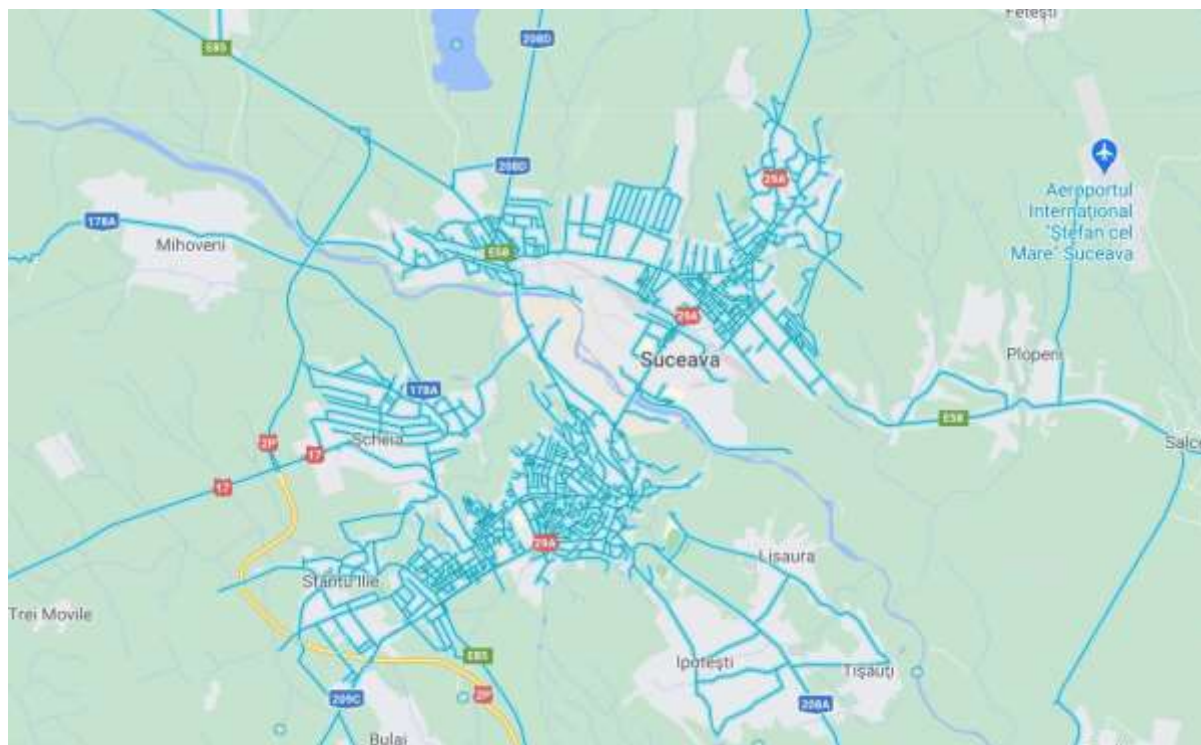 Fetești
E85
208D
208D
29A
178A
Mihoveni
Aeroportul
Internațional
"Ștefan cel
Mare" Suceava
E58
29A
Suceava
Plopeni
178A
E58
Șcheia
2P
17
17
Salce
29A
Lisaura
Sfântu Ilie
Trei Movile
E85
Ipotești
Tișăuți
2P
209C
208A
Bulai